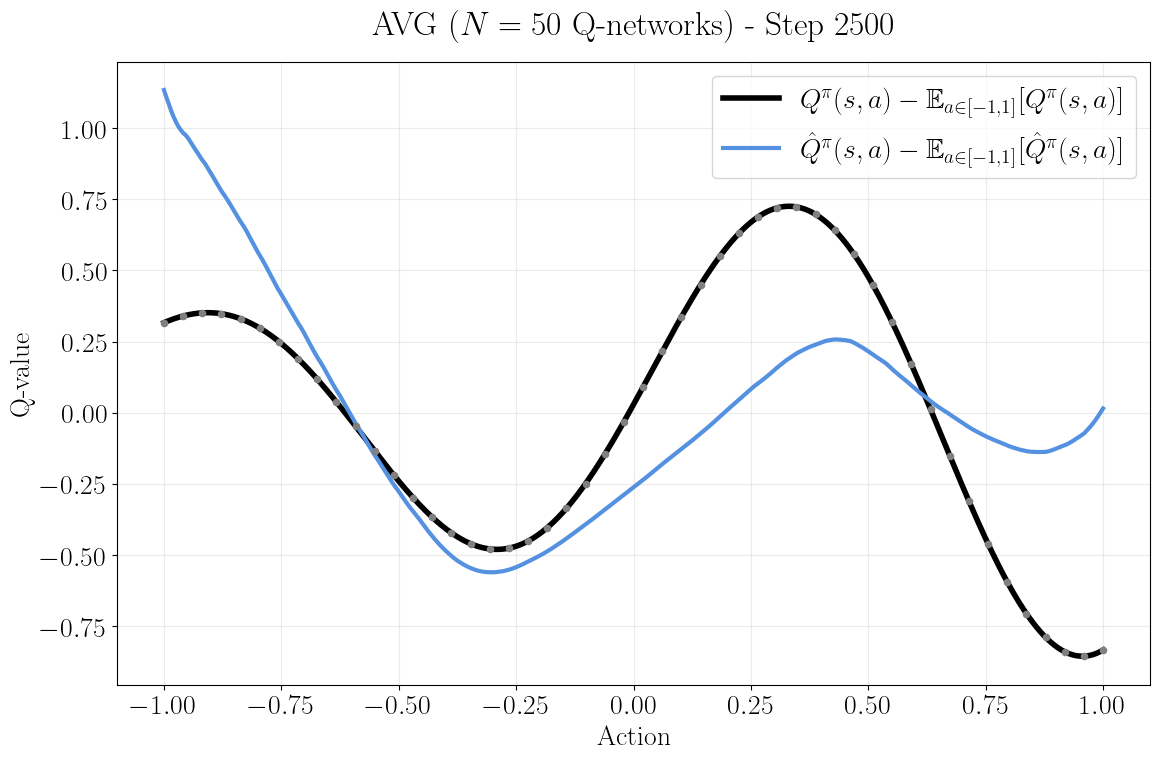 AVG (N = 50 Q-networks) - Step 2500
Q^π(s, a) − 𝔼_{a∈[−1,1]}[Q^π(s, a)]
Q̂^π(s, a) − 𝔼_{a∈[−1,1]}[Q̂^π(s, a)]
Q-value
1.00
0.75
0.50
0.25
0.00
−0.25
−0.50
−0.75
−1.00 −0.75 −0.50 −0.25 0.00 0.25 0.50 0.75 1.00
Action